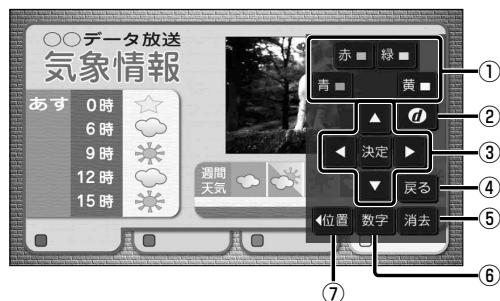 ○○データ放送
気象情報
あす
0時
6時
9時
12時
15時
週間
天気
赤
緑
青
黄
d
決定
戻る
位置
数字
消去
①
②
③
④
⑤
⑥
⑦